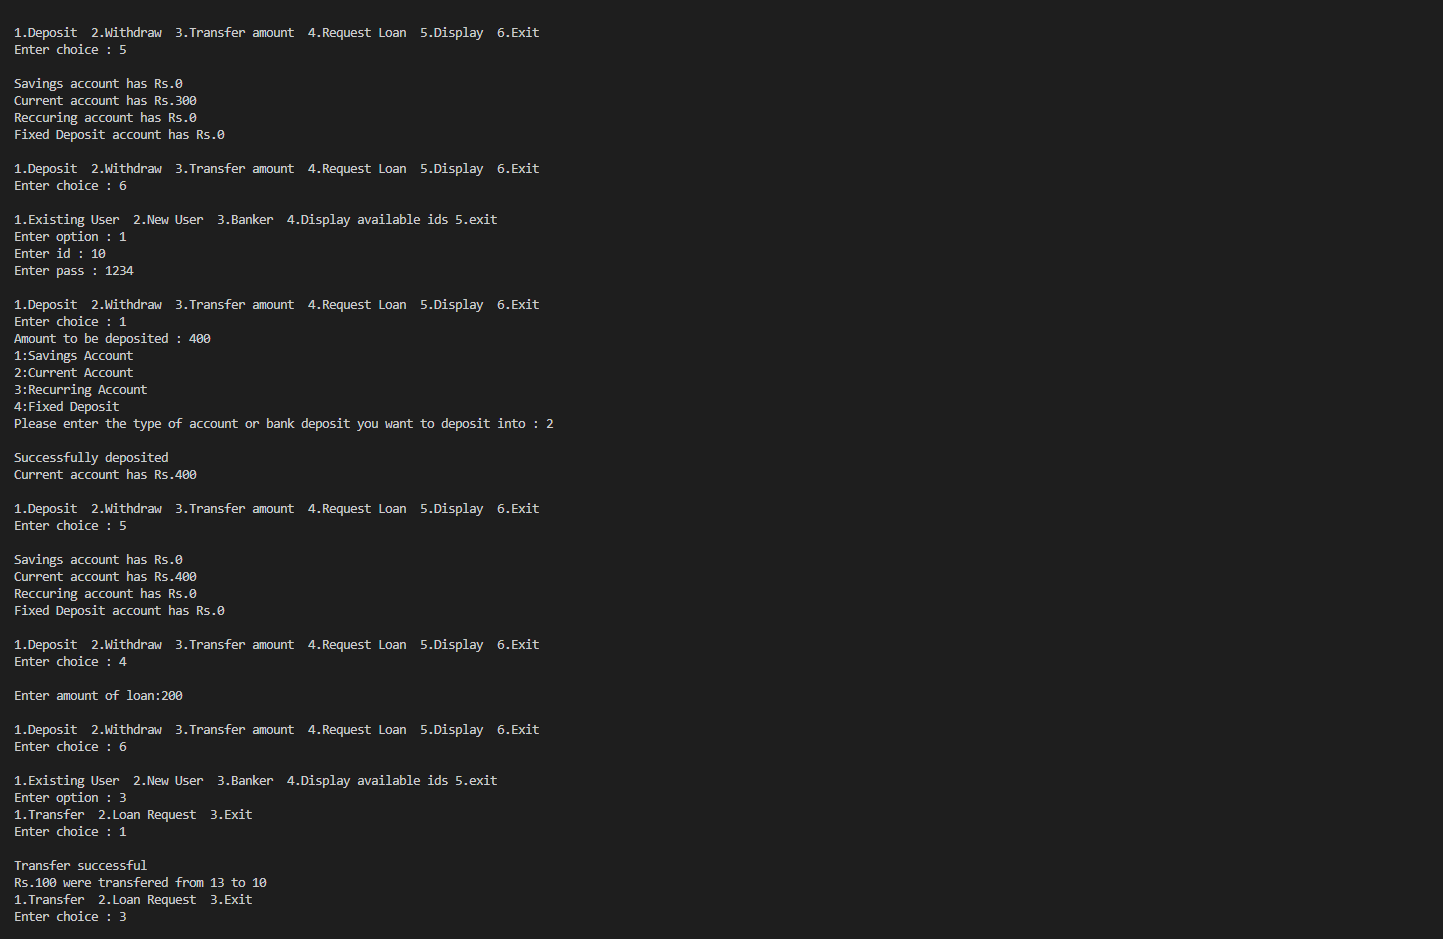 1.Deposit  2.Withdraw  3.Transfer amount  4.Request Loan  5.Display  6.Exit
Enter choice : 5
Savings account has Rs.0
Current account has Rs.300
Reccuring account has Rs.0
Fixed Deposit account has Rs.0
1.Deposit  2.Withdraw  3.Transfer amount  4.Request Loan  5.Display  6.Exit
Enter choice : 6
1.Existing User  2.New User  3.Banker  4.Display available ids 5.exit
Enter option : 1
Enter id : 10
Enter pass : 1234
1.Deposit  2.Withdraw  3.Transfer amount  4.Request Loan  5.Display  6.Exit
Enter choice : 1
Amount to be deposited : 400
1:Savings Account
2:Current Account
3:Recurring Account
4:Fixed Deposit
Please enter the type of account or bank deposit you want to deposit into : 2
Successfully deposited
Current account has Rs.400
1.Deposit  2.Withdraw  3.Transfer amount  4.Request Loan  5.Display  6.Exit
Enter choice : 5
Savings account has Rs.0
Current account has Rs.400
Reccuring account has Rs.0
Fixed Deposit account has Rs.0
1.Deposit  2.Withdraw  3.Transfer amount  4.Request Loan  5.Display  6.Exit
Enter choice : 4
Enter amount of loan:200
1.Deposit  2.Withdraw  3.Transfer amount  4.Request Loan  5.Display  6.Exit
Enter choice : 6
1.Existing User  2.New User  3.Banker  4.Display available ids 5.exit
Enter option : 3
1.Transfer  2.Loan Request  3.Exit
Enter choice : 1
Transfer successful
Rs.100 were transfered from 13 to 10
1.Transfer  2.Loan Request  3.Exit
Enter choice : 3